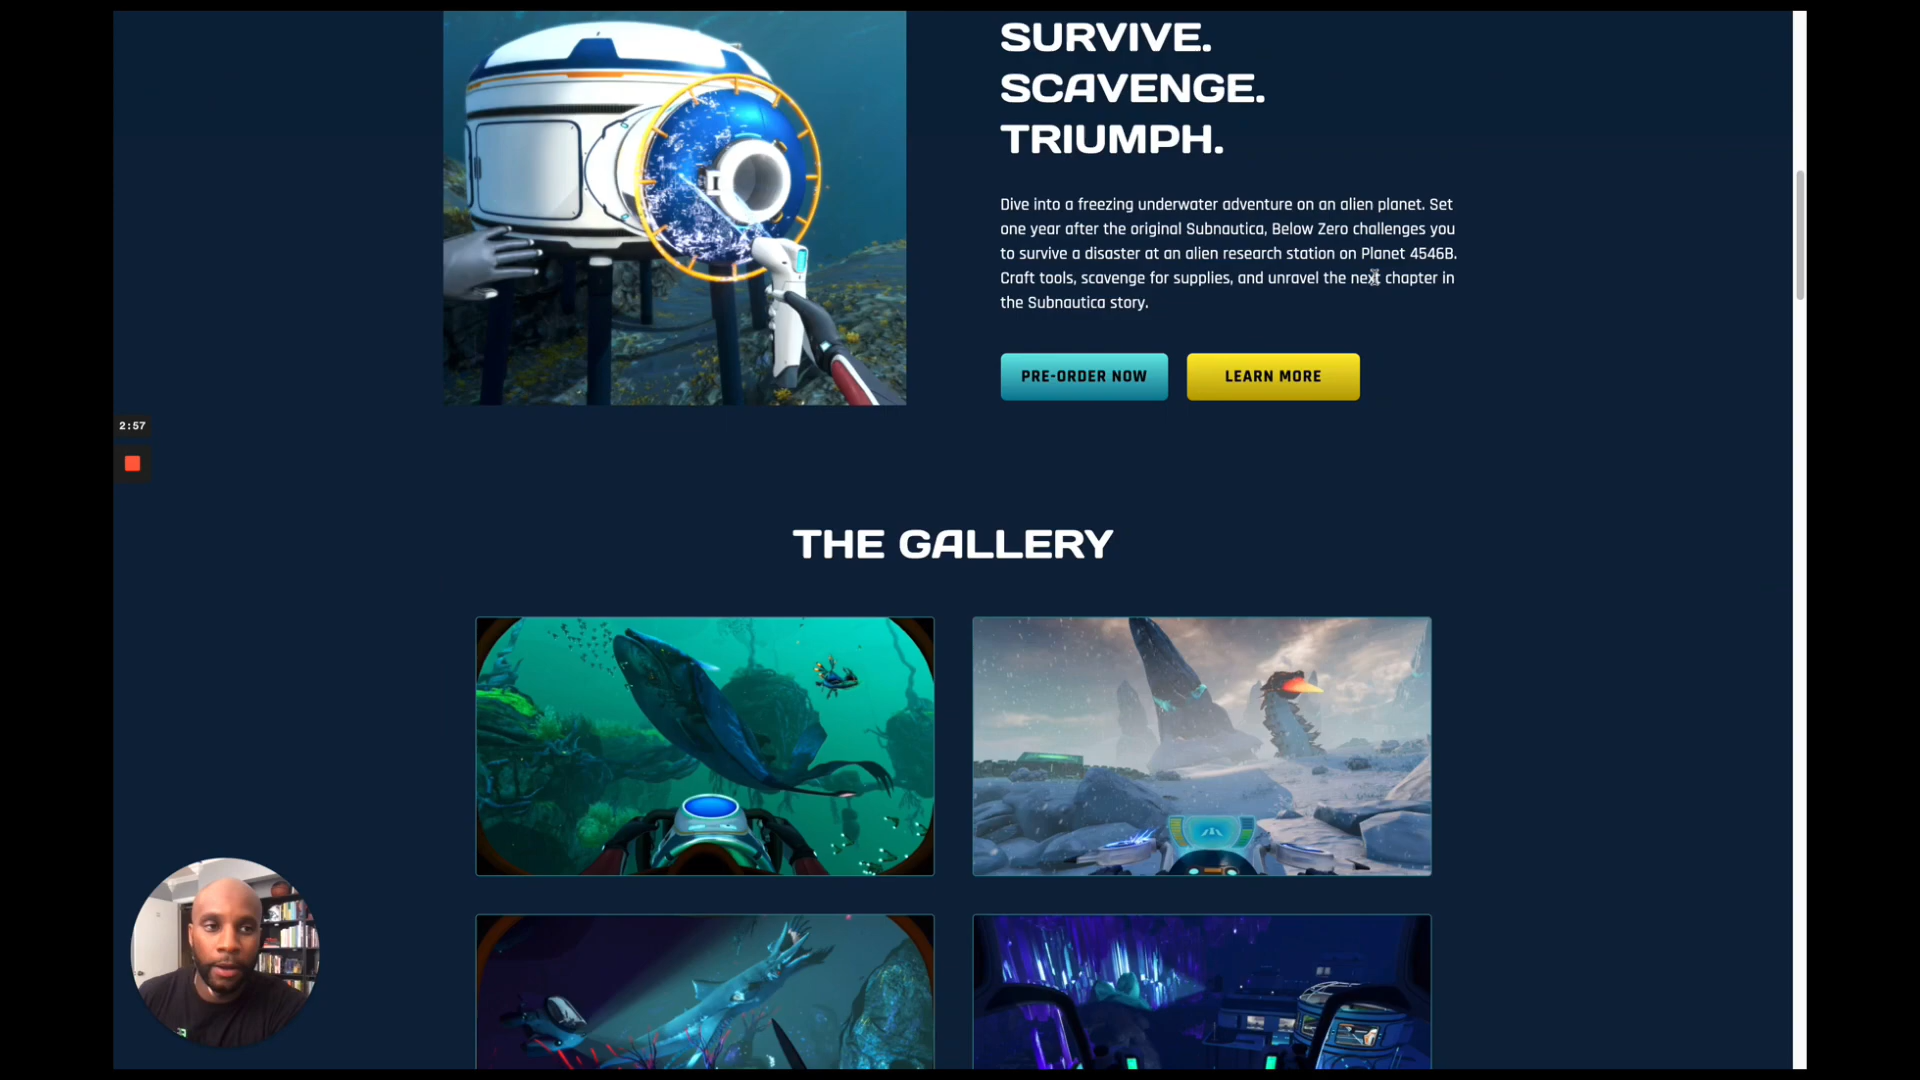 SURVIVE.
SCAVENGE.
TRIUMPH.
Dive into a freezing underwater adventure on an alien planet. Set
one year after the original Subnautica, Below Zero challenges you
to survive a disaster at an alien research station on Planet 4546B.
Craft tools, scavenge for supplies, and unravel the next chapter in
the Subnautica story.
PRE-ORDER NOW
LEARN MORE
2:57
THE GALLERY